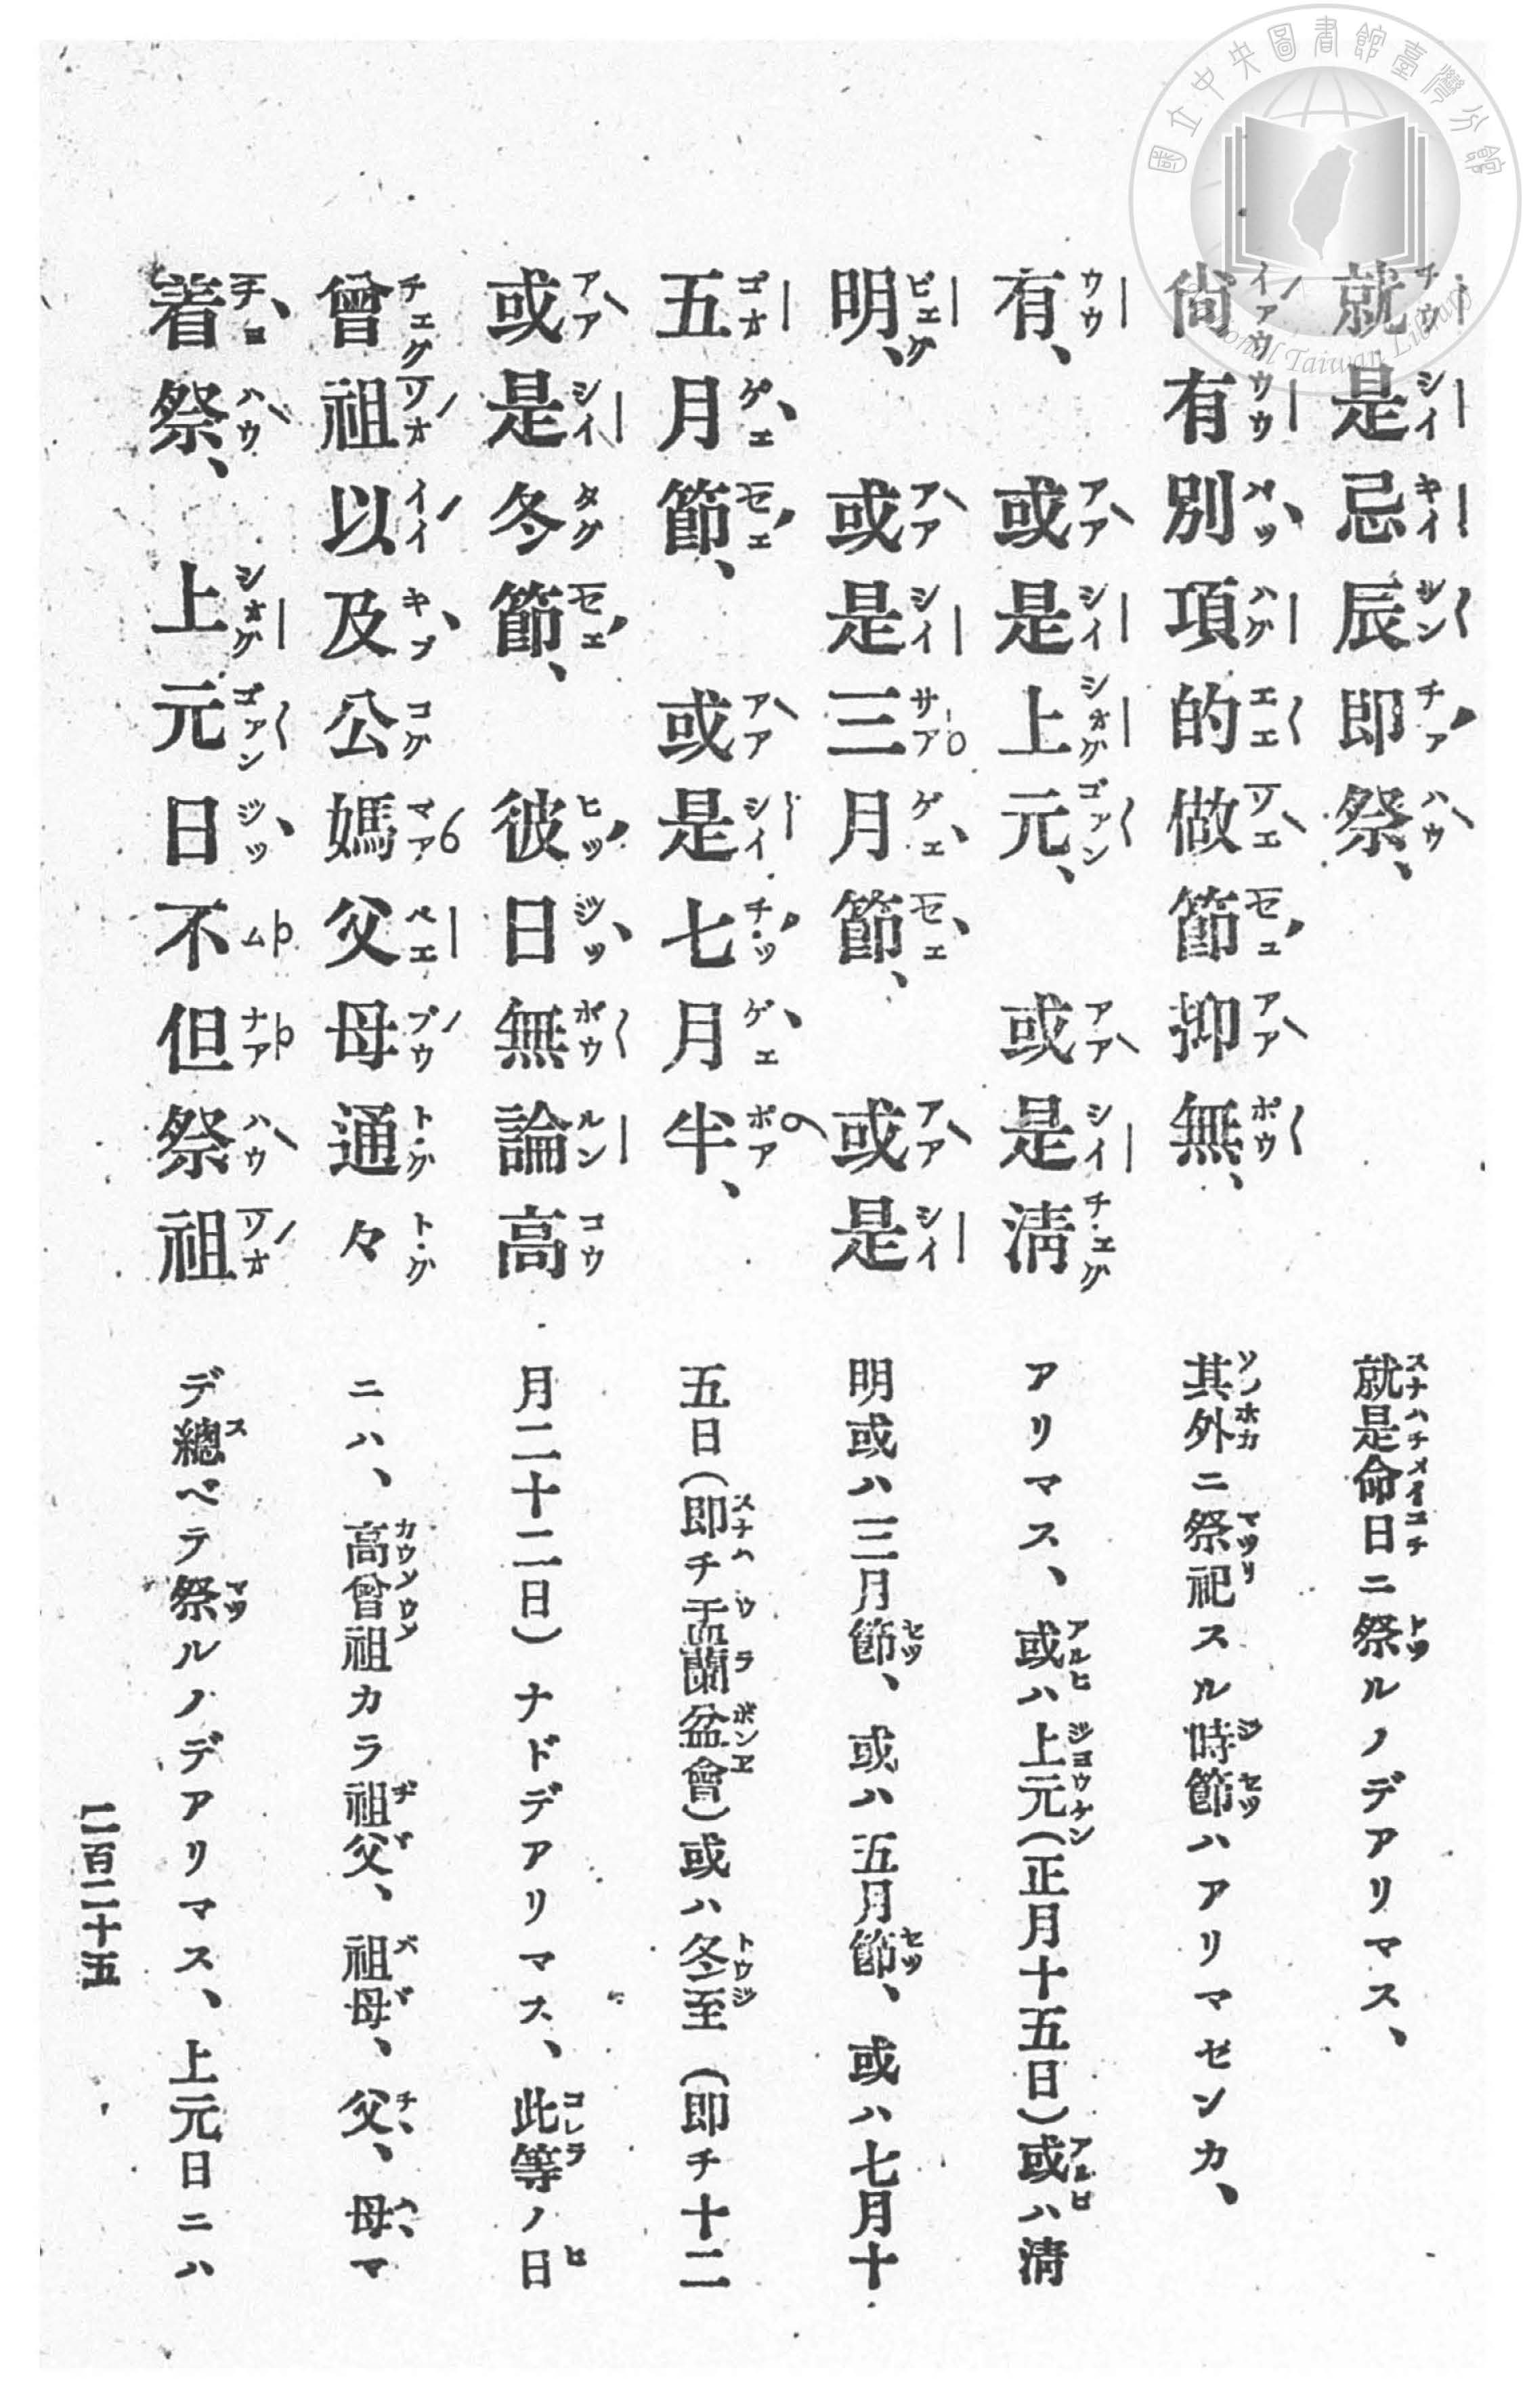 就是忌辰即祭、
尙有別項的做節抑無、
有、或是上元、或是淸
明、或是三月節、或是
五月節、或是七月半、
或是冬節、彼日無論高
曾祖以及公媽父母通々
着祭、上元日不但祭祖
就是命日ニ祭ルノデアリマス、
其外ニ祭祀スル時節ハアリマセンカ、
アリマス、或ハ上元(正月十五日)或ハ淸
明或ハ三月節、或ハ五月節、或ハ七月十
五日(即チ盂蘭盆會)或ハ冬至(即チ十二
月二十二日)ナドデアリマス、此等ノ日
ニハ、高曾祖カラ祖父、祖母、父、母マ
デ總ベテ祭ルノデアリマス、上元日ニハ
二百二十五
國立中央圖書館臺灣分館
National Taiwan Library